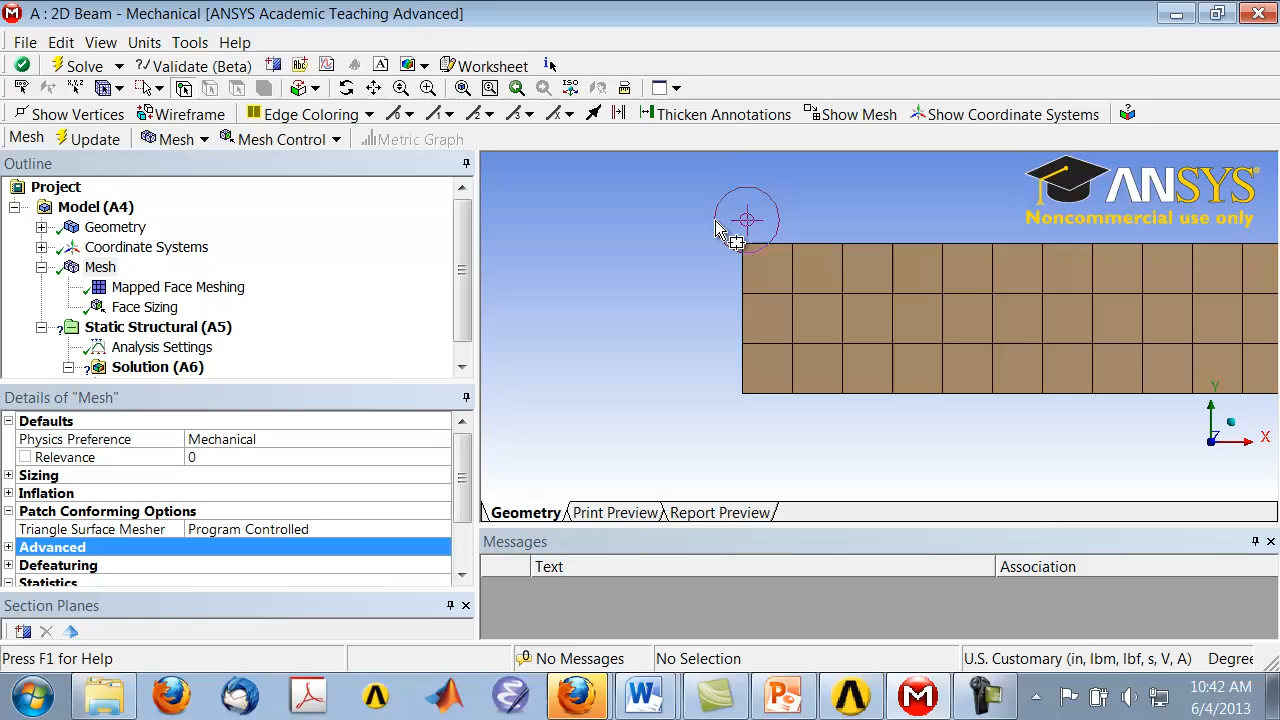 A : 2D Beam - Mechanical [ANSYS Academic Teaching Advanced]
File Edit View Units Tools Help
Solve Validate (Beta) A Worksheet
ISO
Show Vertices Wireframe Edge Coloring Thicken Annotations Show Mesh Show Coordinate Systems
Mesh Update Mesh Mesh Control Metric Graph
Outline
Project
Model (A4)
Geometry
Coordinate Systems
Mesh
Mapped Face Meshing
Face Sizing
Static Structural (A5)
Analysis Settings
Solution (A6)
ANSYS
Noncommercial use only
Y
Z
X
Details of "Mesh"
Defaults
Physics Preference Mechanical
Relevance 0
Sizing
Inflation
Patch Conforming Options
Triangle Surface Mesher Program Controlled
Advanced
Defeaturing
Statistics
Geometry Print Preview Report Preview
Messages
Text Association
Section Planes
Press F1 for Help No Messages No Selection U.S. Customary (in, lbm, lbf, s, V, A) Degree
10:42 AM
6/4/2013